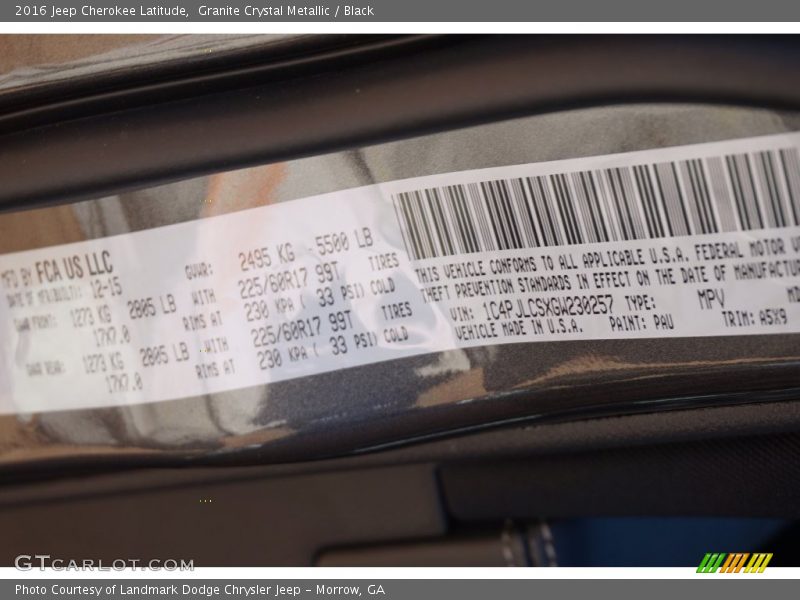 2016 Jeep Cherokee Latitude,  Granite Crystal Metallic / Black
MFD BY FCA US LLC
DATE OF MFR/BUILT: 12-15 GVWR: 2495 KG 5500 LB
GAWR FRONT: 1273 KG 2805 LB WITH 225/60R17 99T TIRES
17X7.0 RIMS AT 230 KPA ( 33 PSI) COLD
GAWR REAR: 1273 KG 2805 LB WITH 225/60R17 99T TIRES
17X7.0 RIMS AT 230 KPA ( 33 PSI) COLD
THIS VEHICLE CONFORMS TO ALL APPLICABLE U.S.A. FEDERAL MOTOR
THEFT PREVENTION STANDARDS IN EFFECT ON THE DATE OF MANUFACTU
VIN: 1C4PJLCSXGW230257 TYPE: MPV
VEHICLE MADE IN U.S.A. PAINT: PAU TRIM: A5X9
GTCARLOT.COM
Photo Courtesy of Landmark Dodge Chrysler Jeep – Morrow, GA